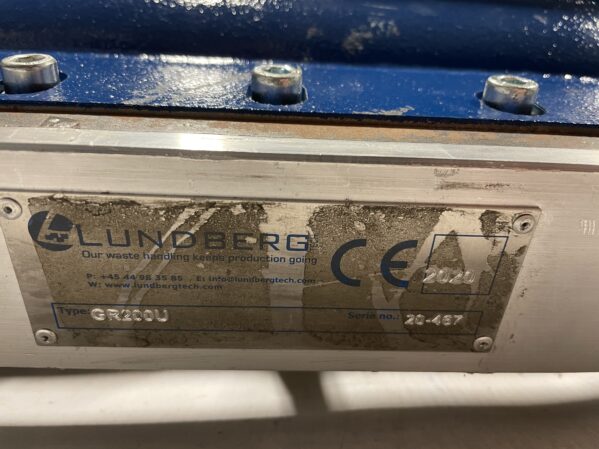 LUNDBERG
Our waste handling keeps production going
P: +45 44 98 35 85 E: info@lundbergtech.com
W: www.lundbergtech.com
CE
2020
Type: GR200U
Serie no.: 20-467